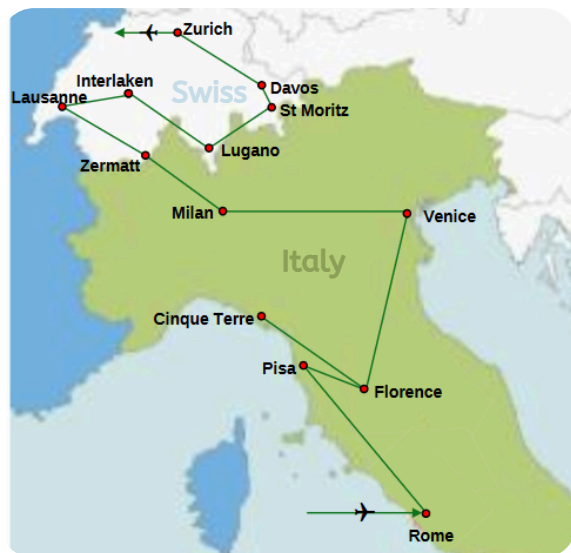 Zurich
Interlaken
Swiss
Davos
Lausanne
St Moritz
Lugano
Zermatt
Milan
Venice
Italy
Cinque Terre
Pisa
Florence
Rome